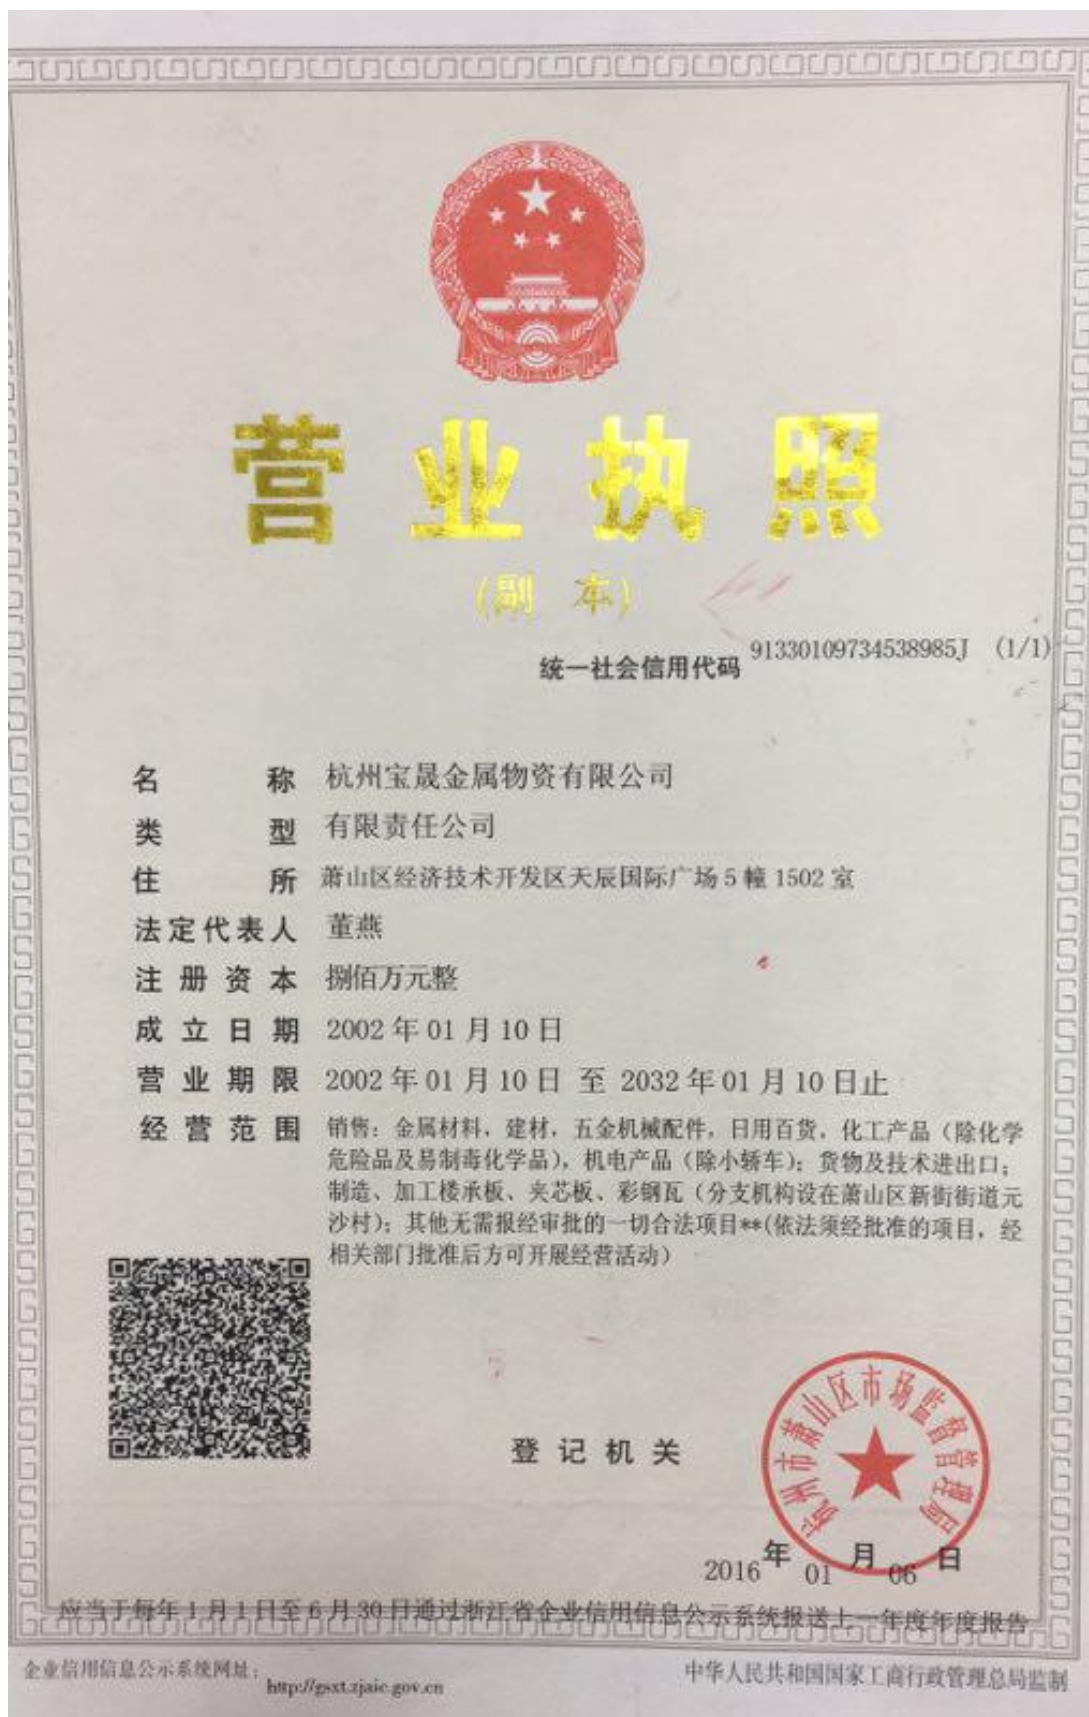 营业执照
(副 本)
统一社会信用代码 91330109734538985J (1/1)
名 称 杭州宝晟金属物资有限公司
类 型 有限责任公司
住 所 萧山区经济技术开发区天辰国际广场5幢1502室
法定代表人 董燕
注册资本 捌佰万元整
成立日期 2002年01月10日
营业期限 2002年01月10日 至 2032年01月10日止
经营范围 销售：金属材料，建材，五金机械配件，日用百货，化工产品（除化学
危险品及易制毒化学品），机电产品（除小轿车）；货物及技术进出口；
制造、加工楼承板、夹芯板、彩钢瓦（分支机构设在萧山区新街街道元
沙村）；其他无需报经审批的一切合法项目**(依法须经批准的项目，经
相关部门批准后方可开展经营活动）
登记机关
杭州市萧山区市场监督管理局
2016年01月06日
应当于每年1月1日至6月30日通过浙江省企业信用信息公示系统报送上一年度年度报告
企业信用信息公示系统网址：http://gsxt.zjaic.gov.cn
中华人民共和国国家工商行政管理总局监制